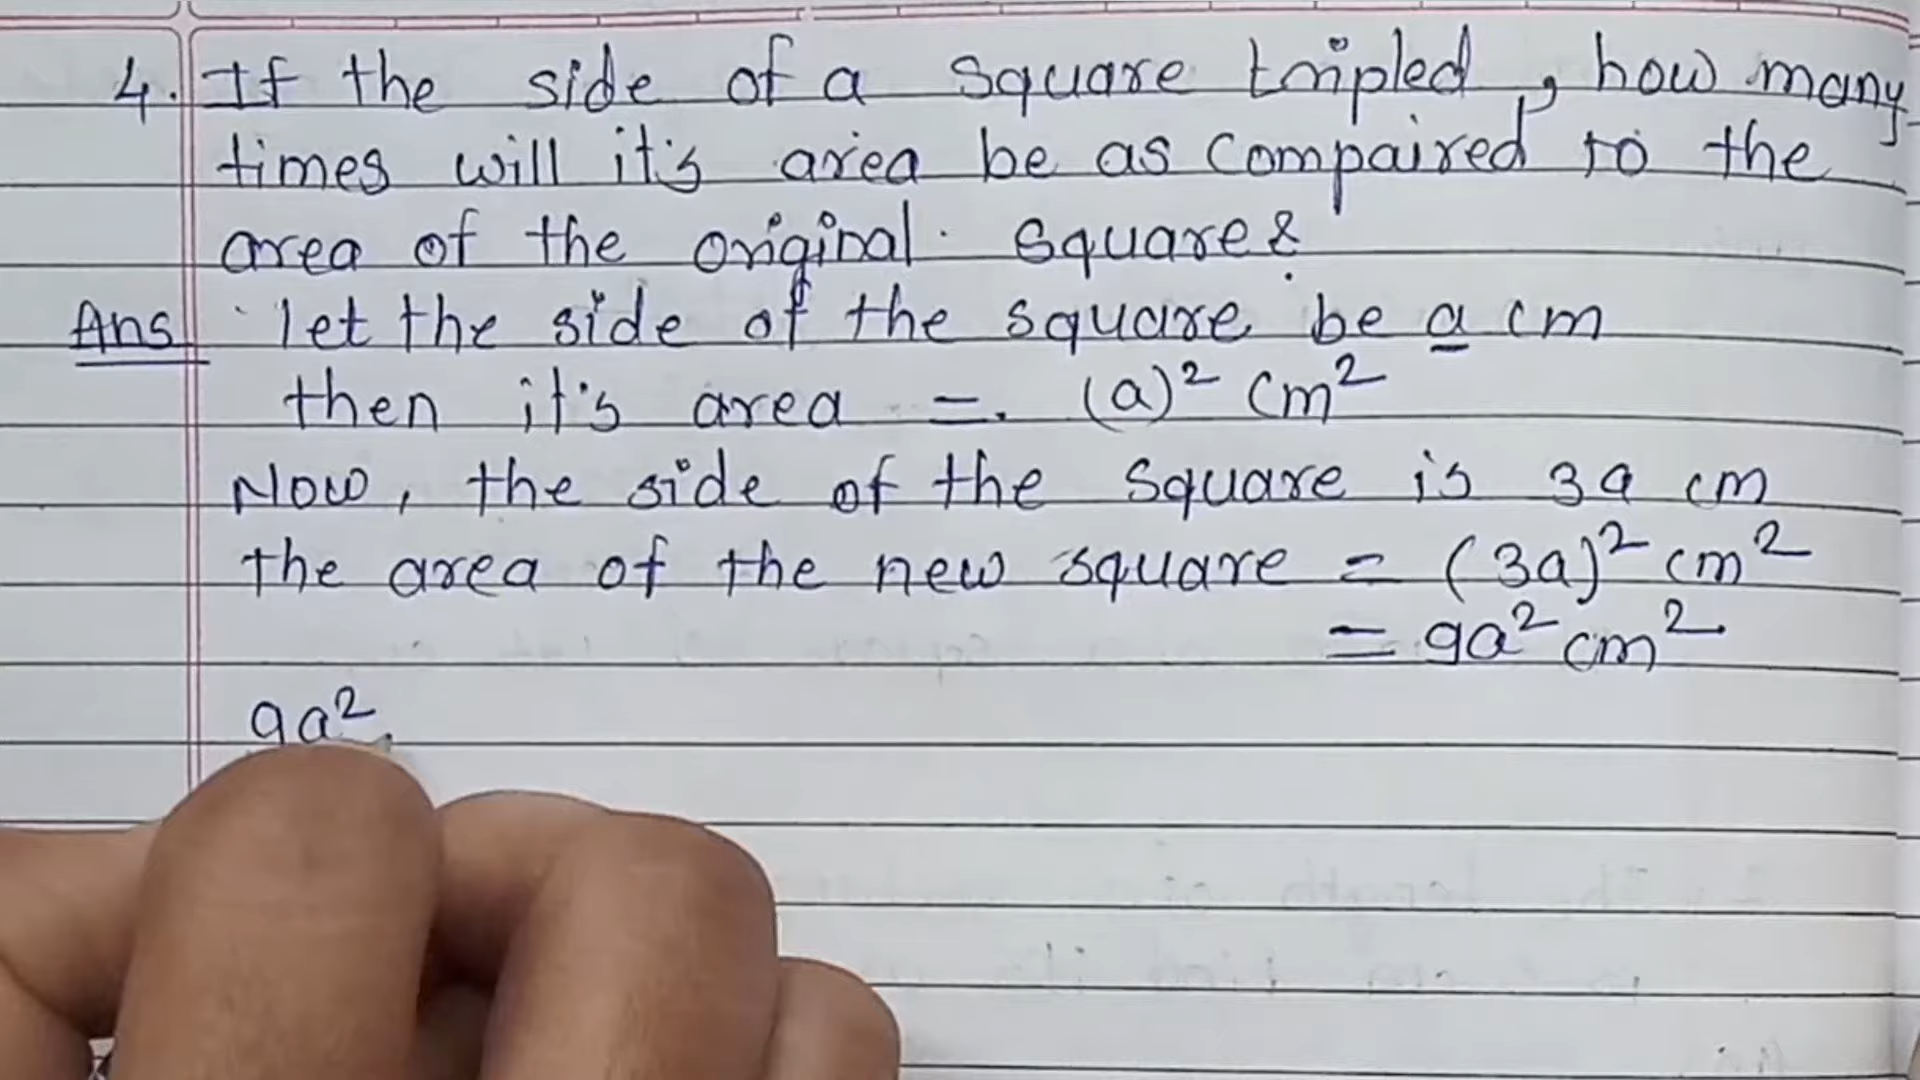 4. If the side of a square tripled, how many
times will it's area be as compaired to the
area of the original square?
Ans let the side of the square be a cm
then it's area = (a)² cm²
Now, the side of the square is 3a cm
the area of the new square = (3a)² cm²
= 9a² cm²
9a²